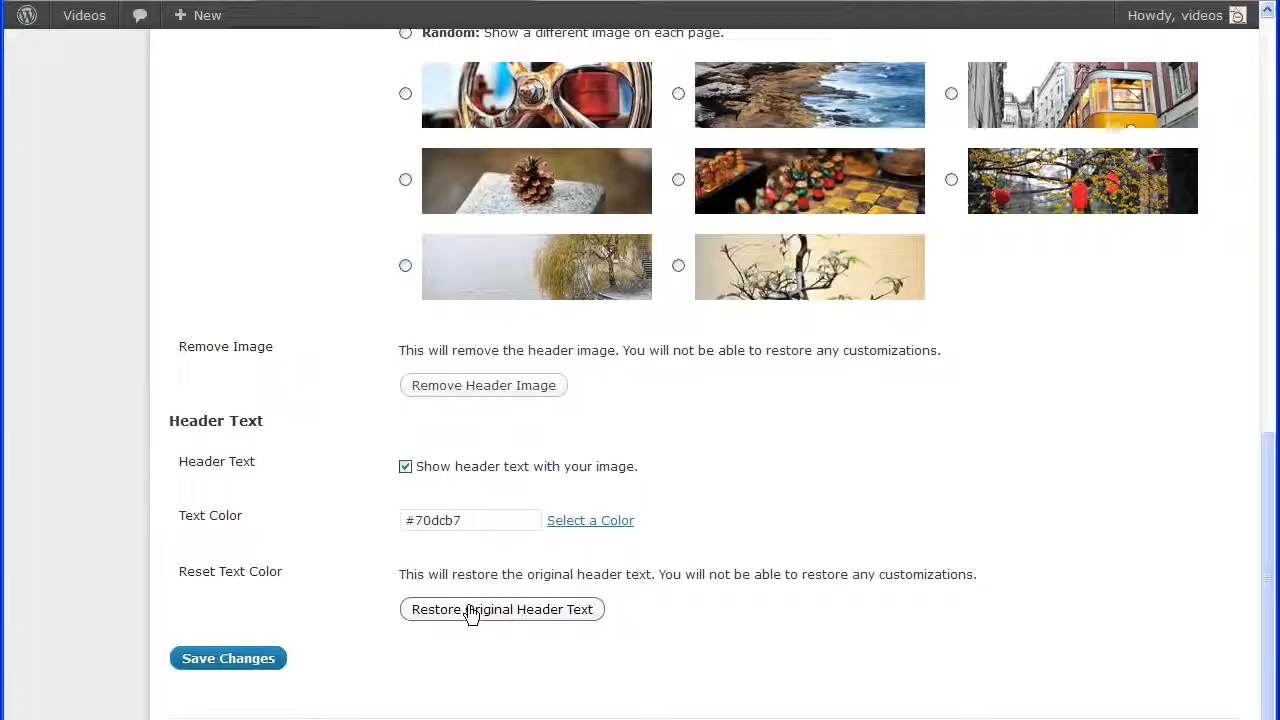 Videos
New
Howdy, videos
Random: Show a different image on each page.
Remove Image
This will remove the header image. You will not be able to restore any customizations.
Remove Header Image
Header Text
Header Text
Show header text with your image.
Text Color
#70dcb7 Select a Color
Reset Text Color
This will restore the original header text. You will not be able to restore any customizations.
Restore Original Header Text
Save Changes